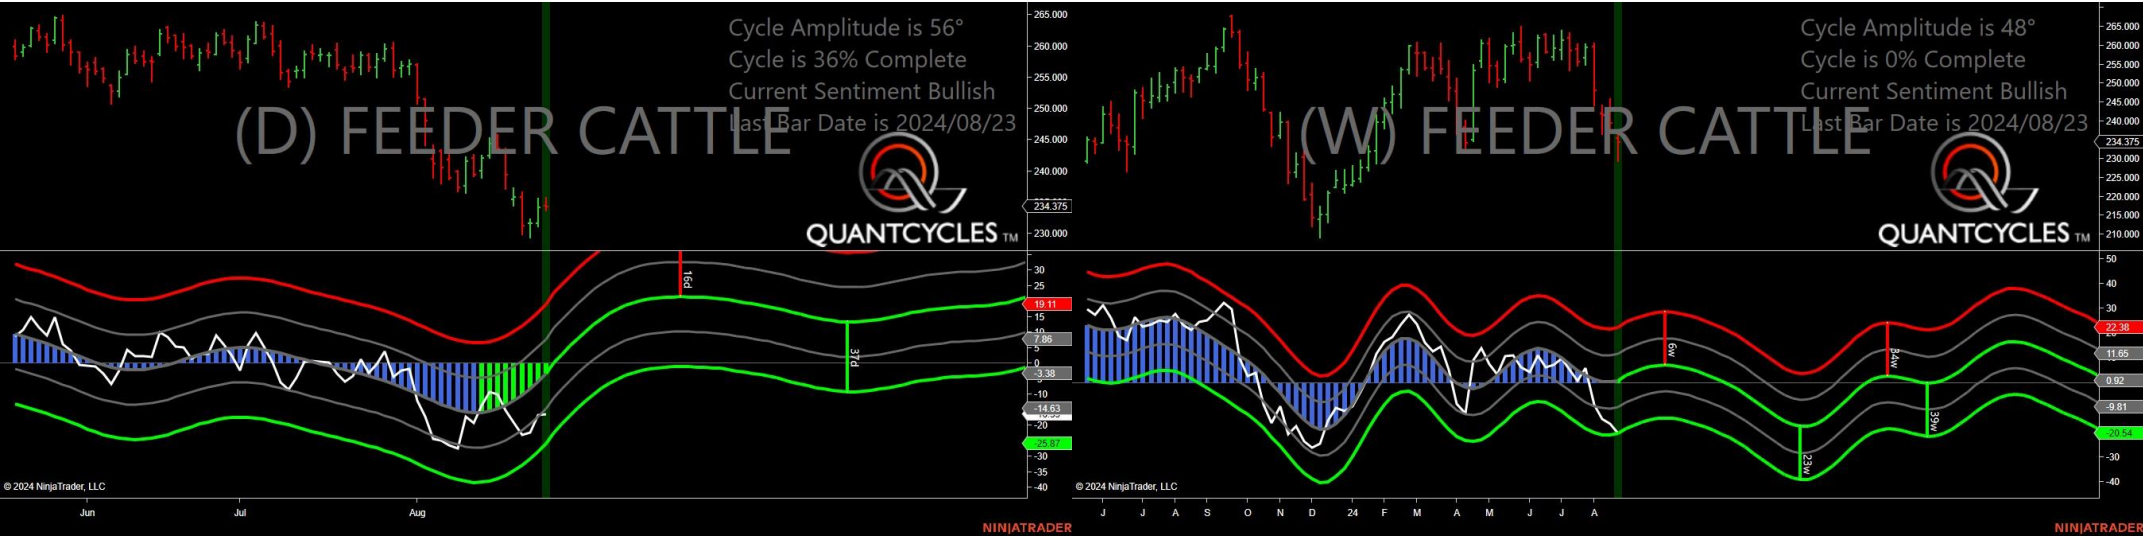 Cycle Amplitude is 56°
Cycle is 36% Complete
Current Sentiment Bullish
Last Bar Date is 2024/08/23
(D) FEEDER CATTLE
QUANTCYCLES TM
265.000
260.000
255.000
250.000
245.000
240.000
234.375
230.000
16d
37d
30
25
19.11
15
10
7.86
5
0
-3.38
-10
-14.63
-20
-25.87
-30
-35
-40
© 2024 NinjaTrader, LLC
Jun
Jul
Aug
NINJATRADER
Cycle Amplitude is 48°
Cycle is 0% Complete
Current Sentiment Bullish
Last Bar Date is 2024/08/23
(W) FEEDER CATTLE
QUANTCYCLES TM
265.000
260.000
255.000
250.000
245.000
240.000
234.375
230.000
225.000
220.000
215.000
210.000
6w
23w
34w
39w
50
40
30
22.38
11.65
0.92
-9.81
-20.54
-30
-40
© 2024 NinjaTrader, LLC
J J A S O N D 24 F M A M J J A
NINJATRADER